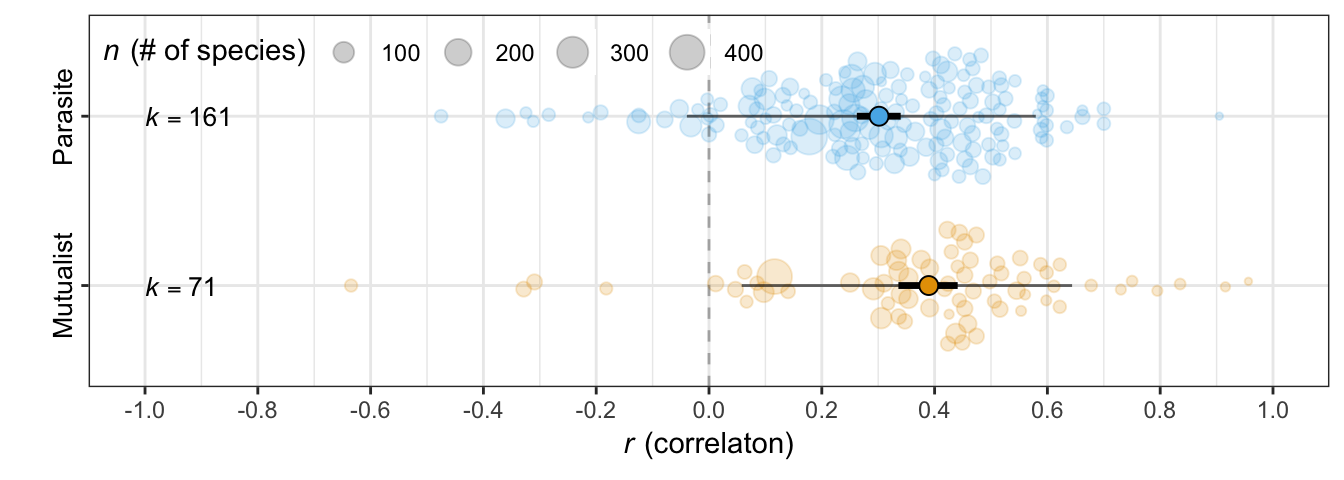 n (# of species) 100 200 300 400
Parasite
k = 161
Mutualist
k = 71
-1.0 -0.8 -0.6 -0.4 -0.2 0.0 0.2 0.4 0.6 0.8 1.0
r (correlaton)